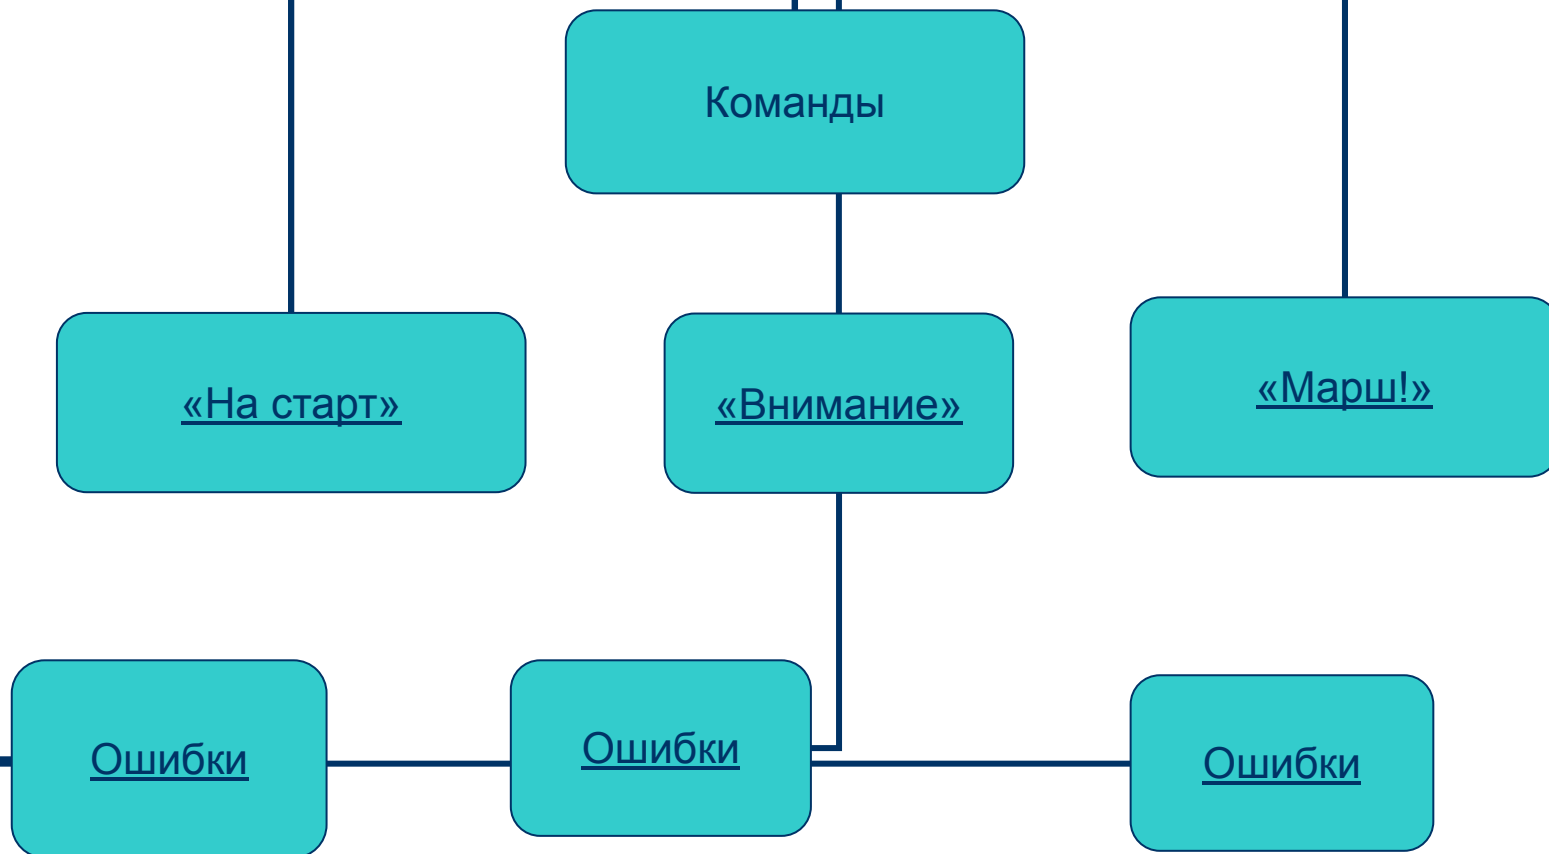 Команды
«На старт»
«Внимание»
«Марш!»
Ошибки
Ошибки
Ошибки